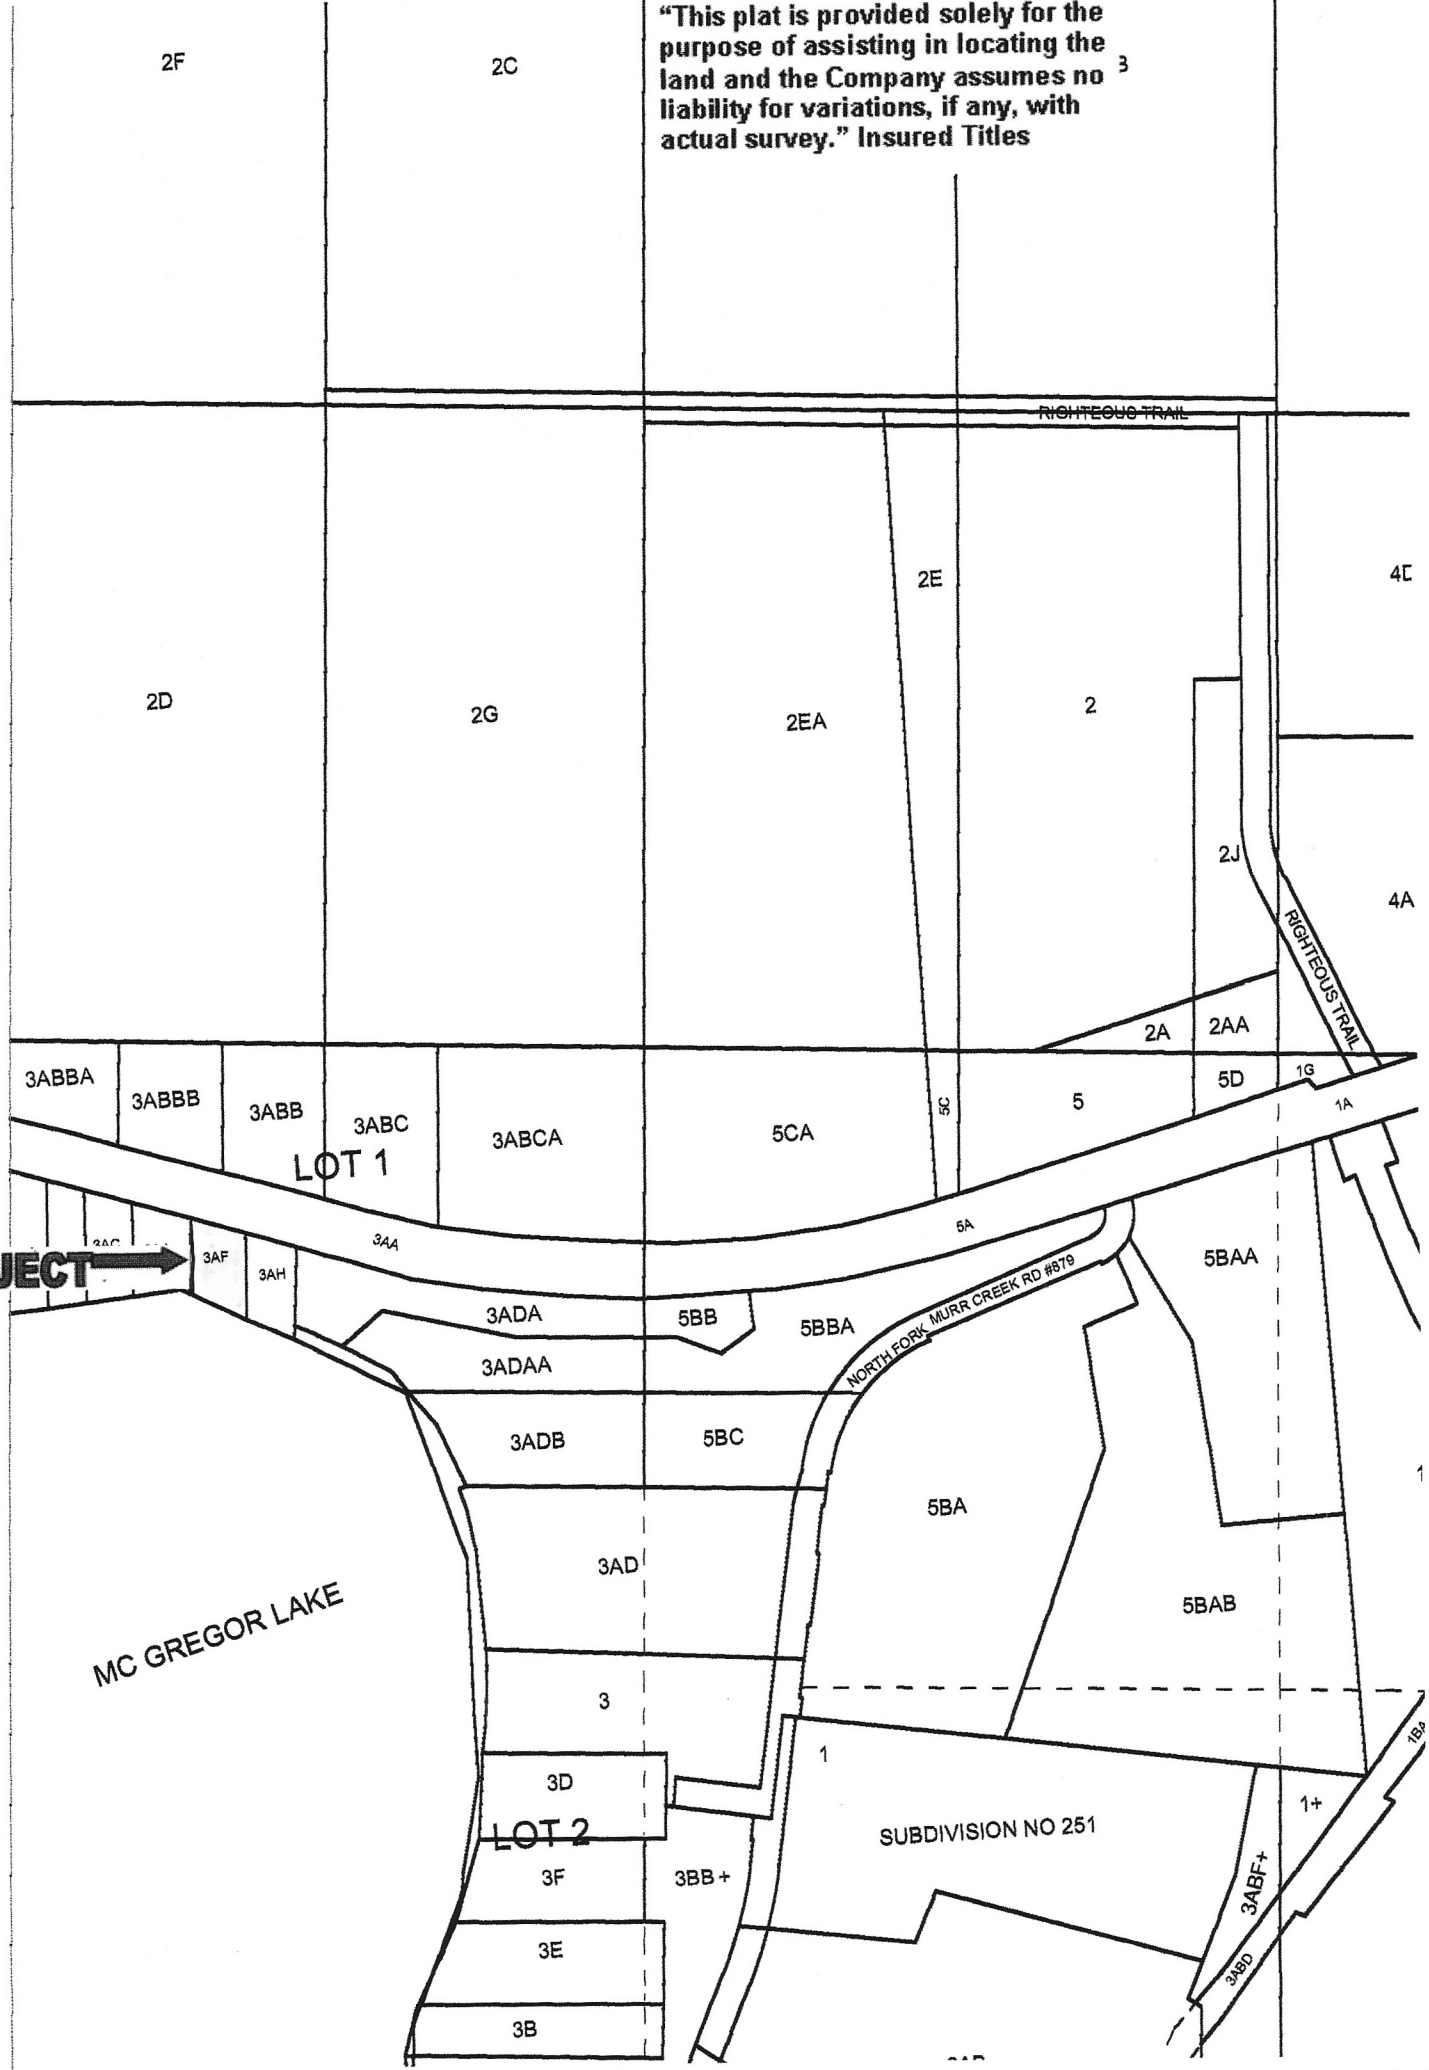 “This plat is provided solely for the
purpose of assisting in locating the
land and the Company assumes no
liability for variations, if any, with
actual survey.” Insured Titles
2F
2C
RIGHTEOUS TRAIL
2E
2D
2G
2EA
2
2J
4A
RIGHTEOUS TRAIL
2A
2AA
3ABBA
3ABBB
3ABB
3ABC
3ABCA
5CA
5C
5
5D
1G
1A
LOT 1
3AA
5A
3AF
3AH
3ADA
5BB
5BBA
NORTH FORK MURR CREEK RD #879
5BAA
3ADAA
3ADB
5BC
5BA
3AD
5BAB
MC GREGOR LAKE
3
1
3D
1+
LOT 2
SUBDIVISION NO 251
3F
3BB +
3ABF+
3E
3ABD
3B